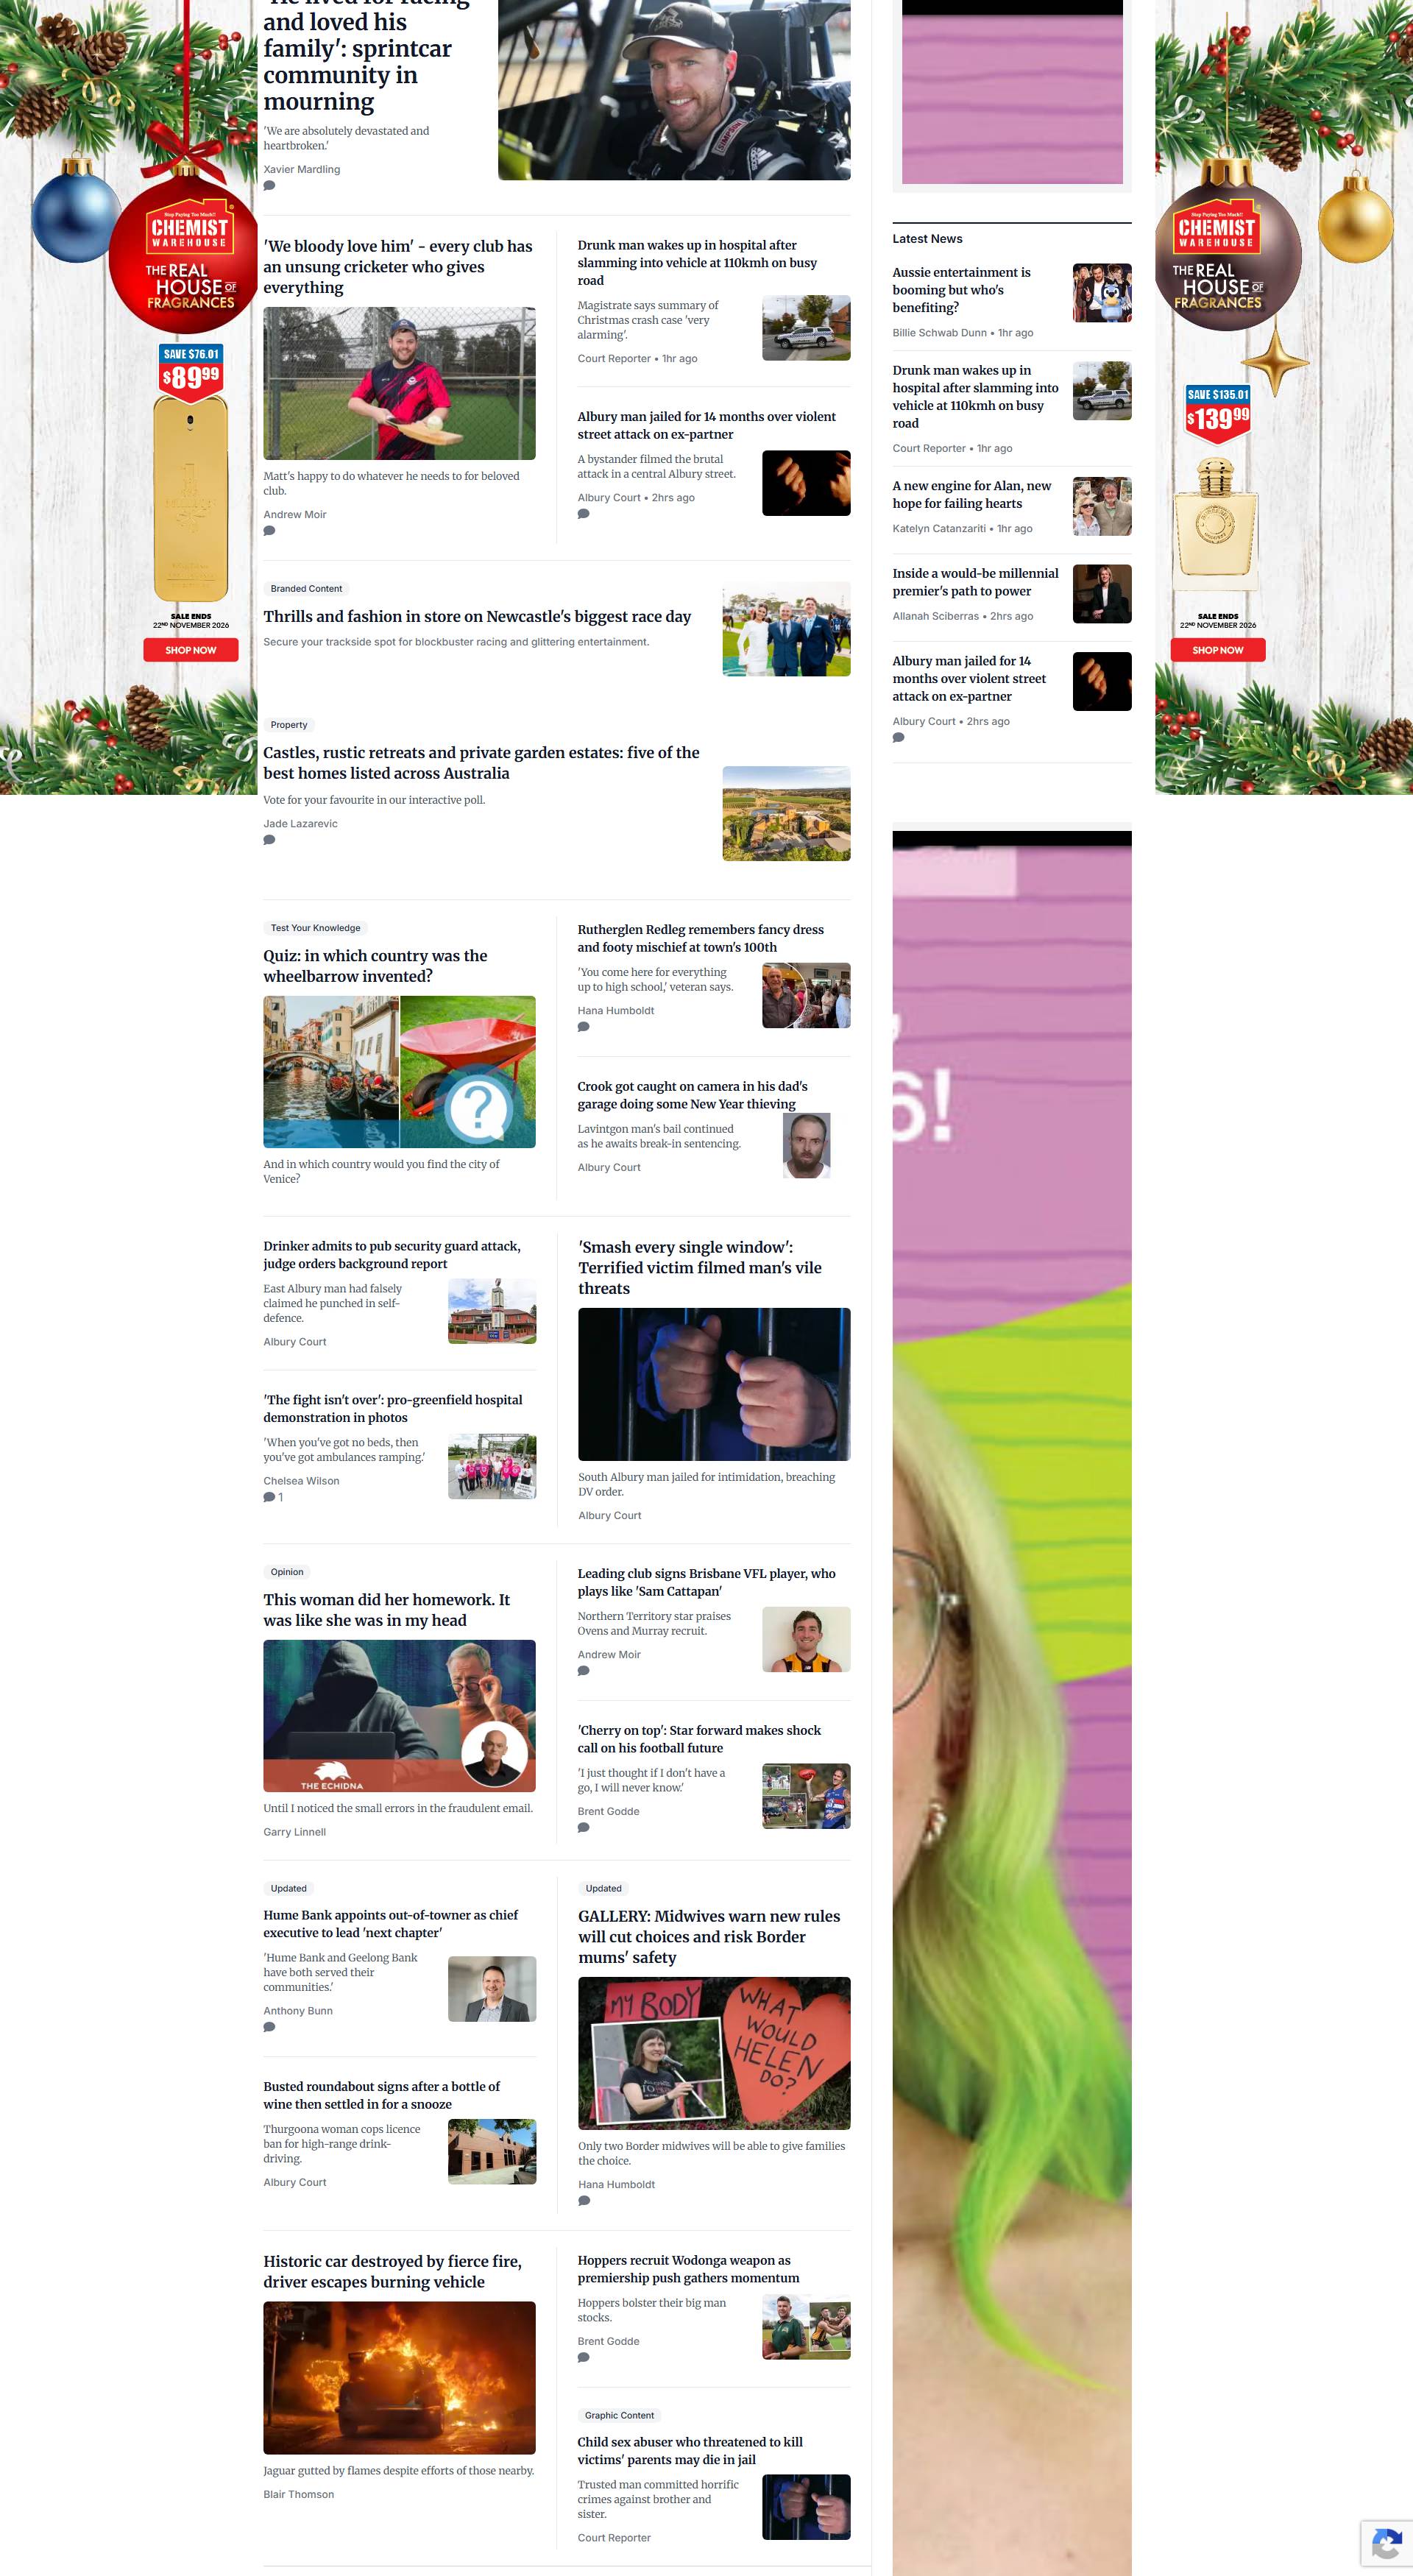 'He lived for racing
and loved his
family': sprintcar
community in
mourning
'We are absolutely devastated and
heartbroken.'
Xavier Mardling
'We bloody love him' - every club has
an unsung cricketer who gives
everything
Matt's happy to do whatever he needs to for beloved
club.
Andrew Moir
Drunk man wakes up in hospital after
slamming into vehicle at 110kmh on busy
road
Magistrate says summary of
Christmas crash case 'very
alarming'.
Court Reporter • 1hr ago
Albury man jailed for 14 months over violent
street attack on ex-partner
A bystander filmed the brutal
attack in a central Albury street.
Albury Court • 2hrs ago
Branded Content
Thrills and fashion in store on Newcastle's biggest race day
Secure your trackside spot for blockbuster racing and glittering entertainment.
Property
Castles, rustic retreats and private garden estates: five of the
best homes listed across Australia
Vote for your favourite in our interactive poll.
Jade Lazarevic
Test Your Knowledge
Quiz: in which country was the
wheelbarrow invented?
?
And in which country would you find the city of
Venice?
Rutherglen Redleg remembers fancy dress
and footy mischief at town's 100th
'You come here for everything
up to high school,' veteran says.
Hana Humboldt
Crook got caught on camera in his dad's
garage doing some New Year thieving
Lavintgon man's bail continued
as he awaits break-in sentencing.
Albury Court
Drinker admits to pub security guard attack,
judge orders background report
East Albury man had falsely
claimed he punched in self-
defence.
Albury Court
'The fight isn't over': pro-greenfield hospital
demonstration in photos
'When you've got no beds, then
you've got ambulances ramping.'
Chelsea Wilson
1
'Smash every single window':
Terrified victim filmed man's vile
threats
South Albury man jailed for intimidation, breaching
DV order.
Albury Court
Opinion
This woman did her homework. It
was like she was in my head
THE ECHIDNA
Until I noticed the small errors in the fraudulent email.
Garry Linnell
Leading club signs Brisbane VFL player, who
plays like 'Sam Cattapan'
Northern Territory star praises
Ovens and Murray recruit.
Andrew Moir
'Cherry on top': Star forward makes shock
call on his football future
'I just thought if I don't have a
go, I will never know.'
Brent Godde
Updated
Hume Bank appoints out-of-towner as chief
executive to lead 'next chapter'
'Hume Bank and Geelong Bank
have both served their
communities.'
Anthony Bunn
Busted roundabout signs after a bottle of
wine then settled in for a snooze
Thurgoona woman cops licence
ban for high-range drink-
driving.
Albury Court
Updated
GALLERY: Midwives warn new rules
will cut choices and risk Border
mums' safety
MY BODY
WHAT
WOULD
HELEN
DO?
Only two Border midwives will be able to give families
the choice.
Hana Humboldt
Historic car destroyed by fierce fire,
driver escapes burning vehicle
Jaguar gutted by flames despite efforts of those nearby.
Blair Thomson
Hoppers recruit Wodonga weapon as
premiership push gathers momentum
Hoppers bolster their big man
stocks.
Brent Godde
Graphic Content
Child sex abuser who threatened to kill
victims' parents may die in jail
Trusted man committed horrific
crimes against brother and
sister.
Court Reporter
Latest News
Aussie entertainment is
booming but who's
benefiting?
Billie Schwab Dunn • 1hr ago
Drunk man wakes up in
hospital after slamming into
vehicle at 110kmh on busy
road
Court Reporter • 1hr ago
A new engine for Alan, new
hope for failing hearts
Katelyn Catanzariti • 1hr ago
Inside a would-be millennial
premier's path to power
Allanah Sciberras • 2hrs ago
Albury man jailed for 14
months over violent street
attack on ex-partner
Albury Court • 2hrs ago
6!
Stop Paying Too Much!!
CHEMIST
WAREHOUSE
THE REAL
HOUSE OF
FRAGRANCES
SAVE $76.01
$89.99
SALE ENDS
22ND NOVEMBER 2026
SHOP NOW
Stop Paying Too Much!!
CHEMIST
WAREHOUSE
THE REAL
HOUSE OF
FRAGRANCES
SAVE $135.01
$139.99
SALE ENDS
22ND NOVEMBER 2026
SHOP NOW